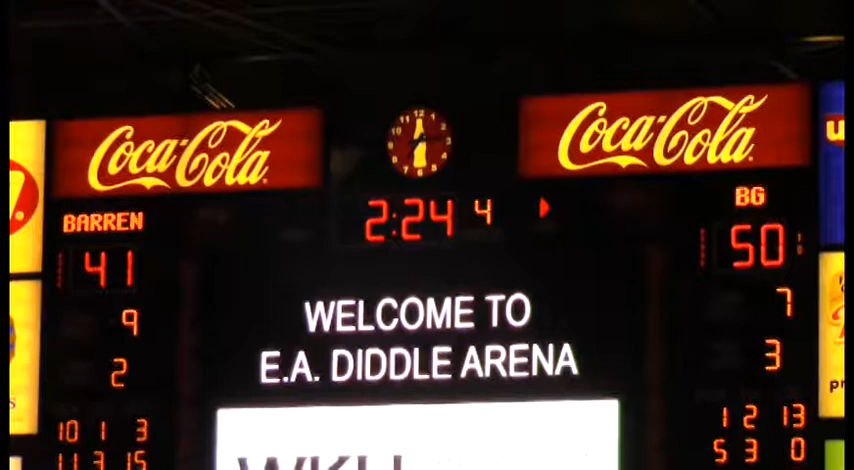 Coca-Cola
Coca-Cola
BARREN
2:24 4
BG
41
50
WELCOME TO
E.A. DIDDLE ARENA
9
7
2
3
10 1 3
1 2 13
11 3 15
5 3 0
WKU